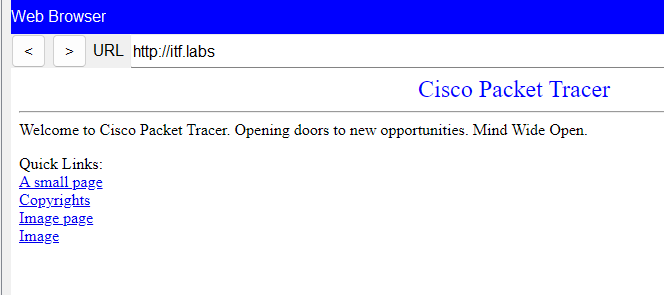 Web Browser
< > URL http://itf.labs
Cisco Packet Tracer
Welcome to Cisco Packet Tracer. Opening doors to new opportunities. Mind Wide Open.
Quick Links:
A small page
Copyrights
Image page
Image